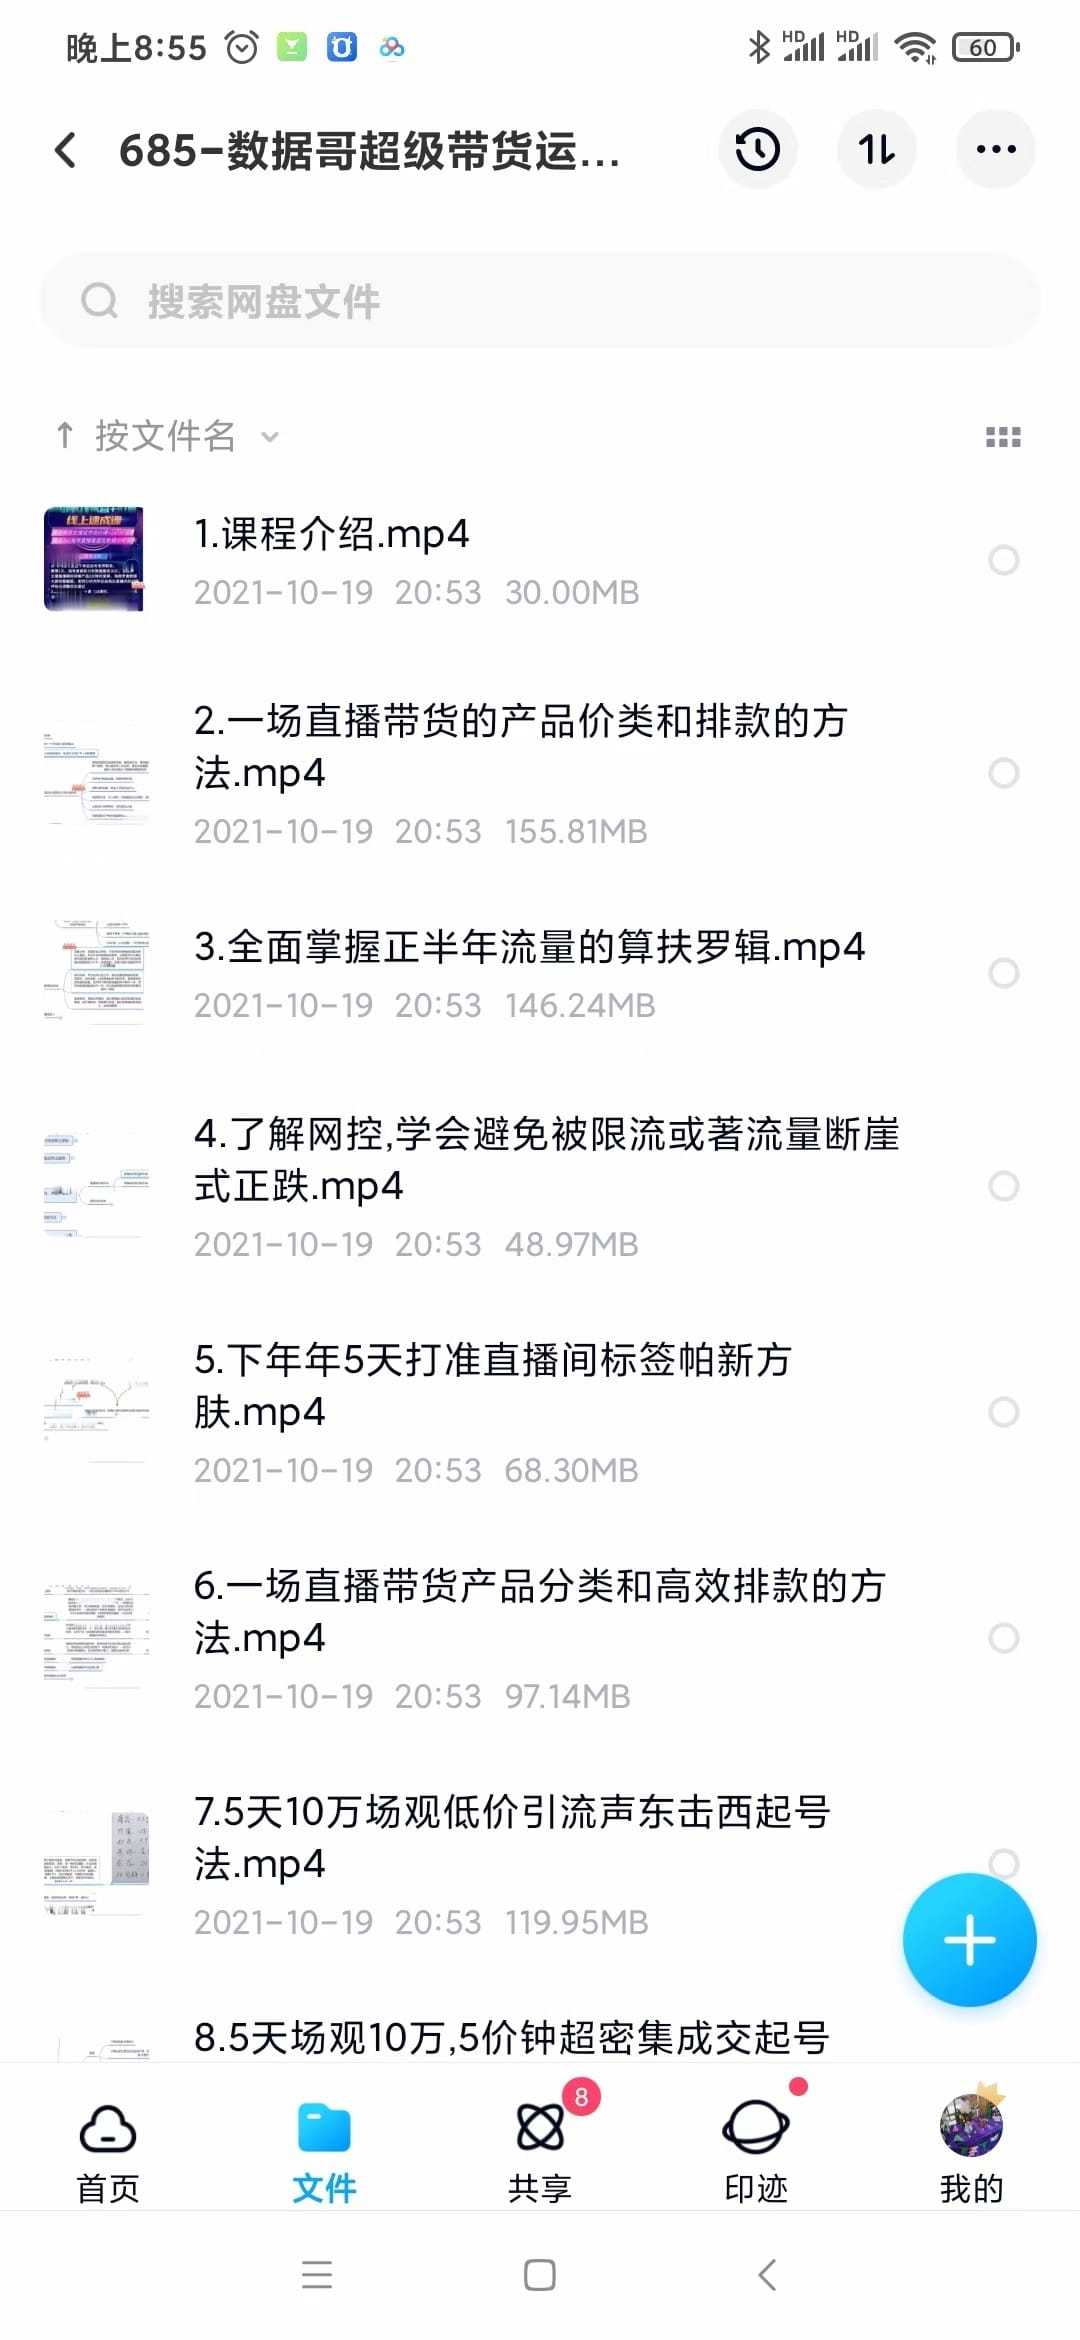 晚上8:55
HD
HD
60
685-数据哥超级带货运...
搜索网盘文件
按文件名
线上速成课
1.课程介绍.mp4
2021-10-19 20:53 30.00MB
2.一场直播带货的产品价类和排款的方
法.mp4
2021-10-19 20:53 155.81MB
3.全面掌握正半年流量的算扶罗辑.mp4
2021-10-19 20:53 146.24MB
4.了解网控,学会避免被限流或著流量断崖
式正跌.mp4
2021-10-19 20:53 48.97MB
5.下年年5天打准直播间标签帕新方
肤.mp4
2021-10-19 20:53 68.30MB
6.一场直播带货产品分类和高效排款的方
法.mp4
2021-10-19 20:53 97.14MB
7.5天10万场观低价引流声东击西起号
法.mp4
2021-10-19 20:53 119.95MB
8.5天场观10万,5价钟超密集成交起号
8
首页
文件
共享
印迹
我的